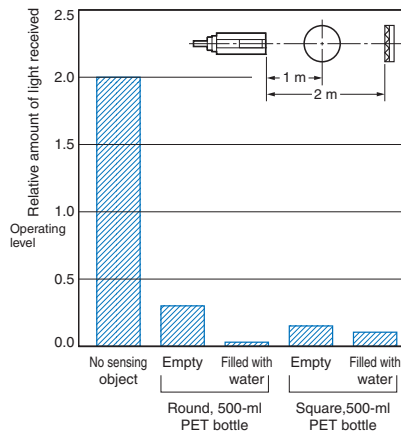 Relative amount of light received
2.5
2.0
1.5
1.0
Operating
level
0.5
0.0
1 m
2 m
No sensing
object
Empty
Filled with
water
Empty
Filled with
water
Round, 500-ml
PET bottle
Square,500-ml
PET bottle